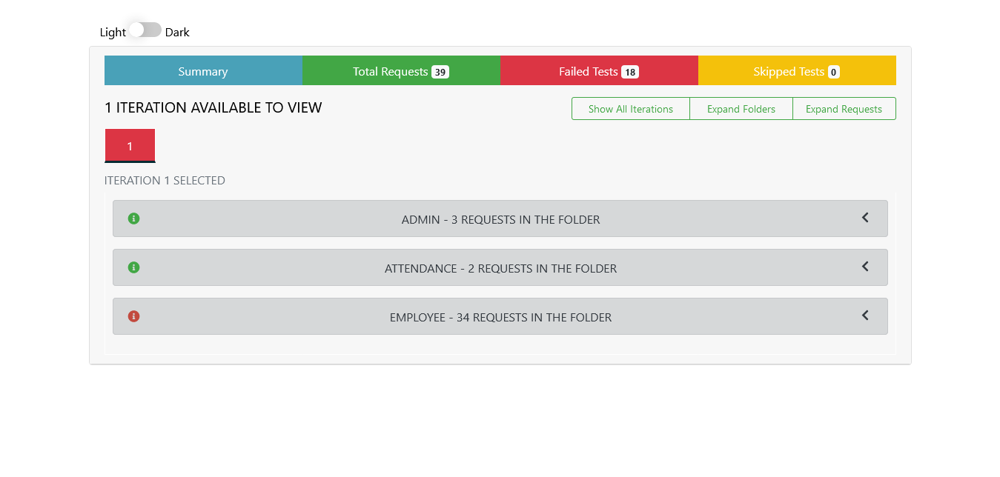 Light Dark
Summary Total Requests 39 Failed Tests 18 Skipped Tests 0
1 ITERATION AVAILABLE TO VIEW Show All Iterations Expand Folders Expand Requests
1
ITERATION 1 SELECTED
ADMIN - 3 REQUESTS IN THE FOLDER
ATTENDANCE - 2 REQUESTS IN THE FOLDER
EMPLOYEE - 34 REQUESTS IN THE FOLDER